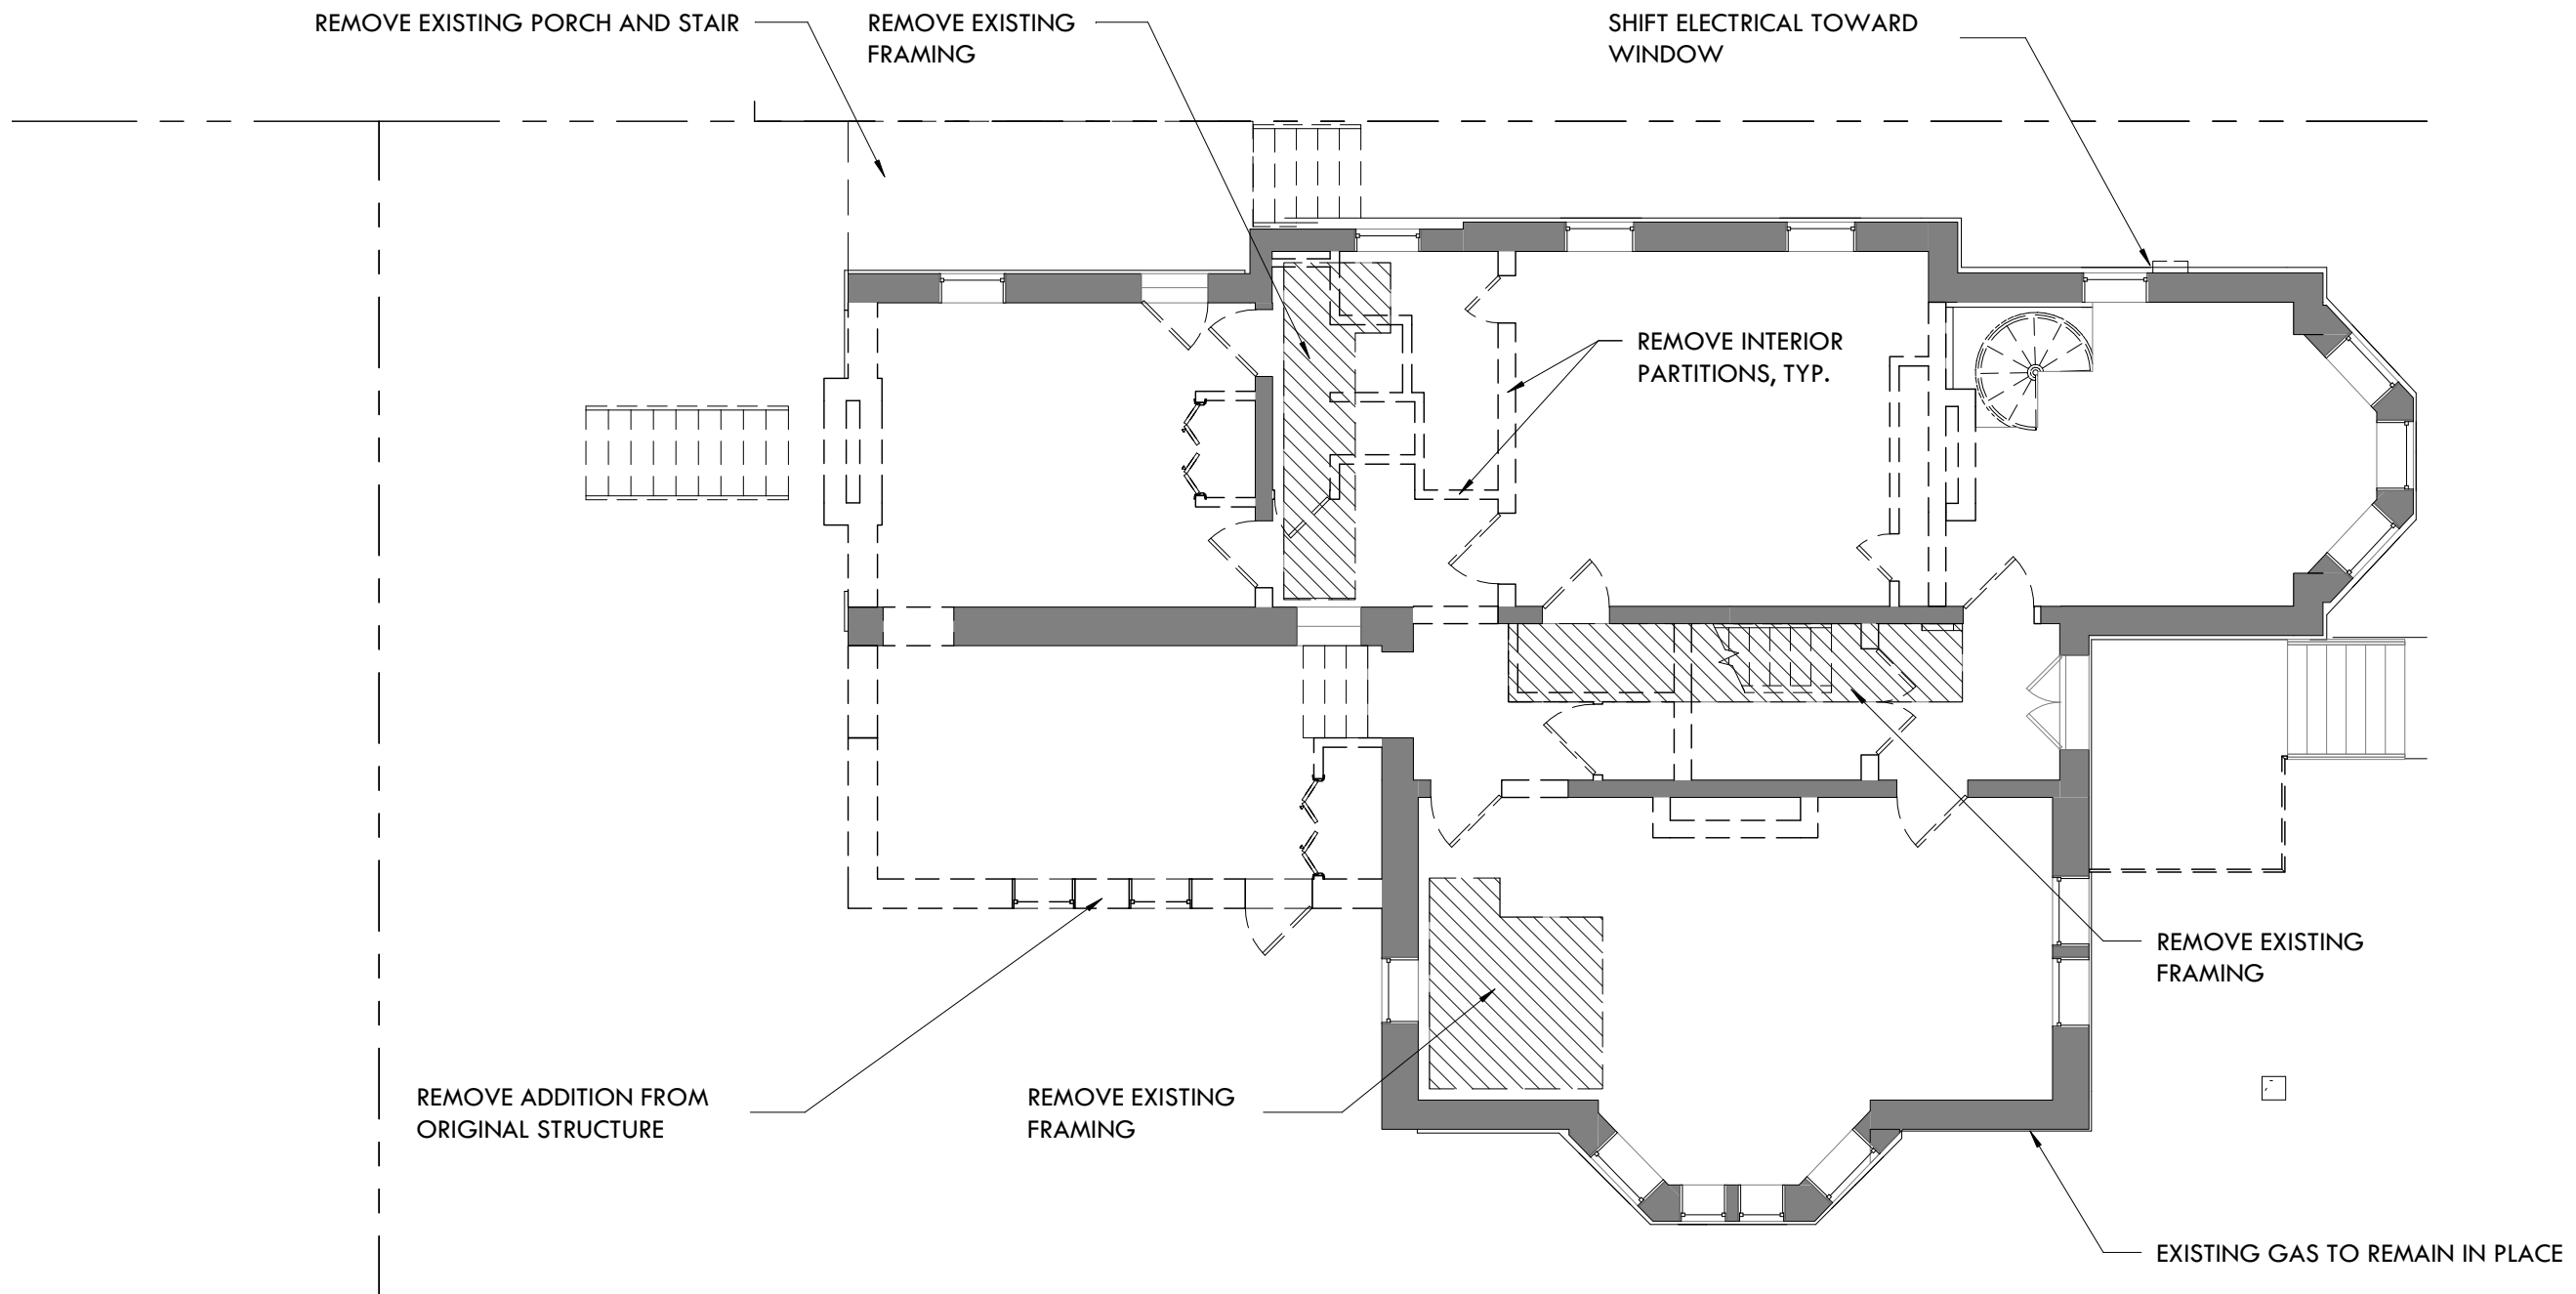 REMOVE EXISTING PORCH AND STAIR
REMOVE EXISTING
FRAMING
SHIFT ELECTRICAL TOWARD
WINDOW
REMOVE INTERIOR
PARTITIONS, TYP.
REMOVE EXISTING
FRAMING
REMOVE ADDITION FROM
ORIGINAL STRUCTURE
REMOVE EXISTING
FRAMING
EXISTING GAS TO REMAIN IN PLACE